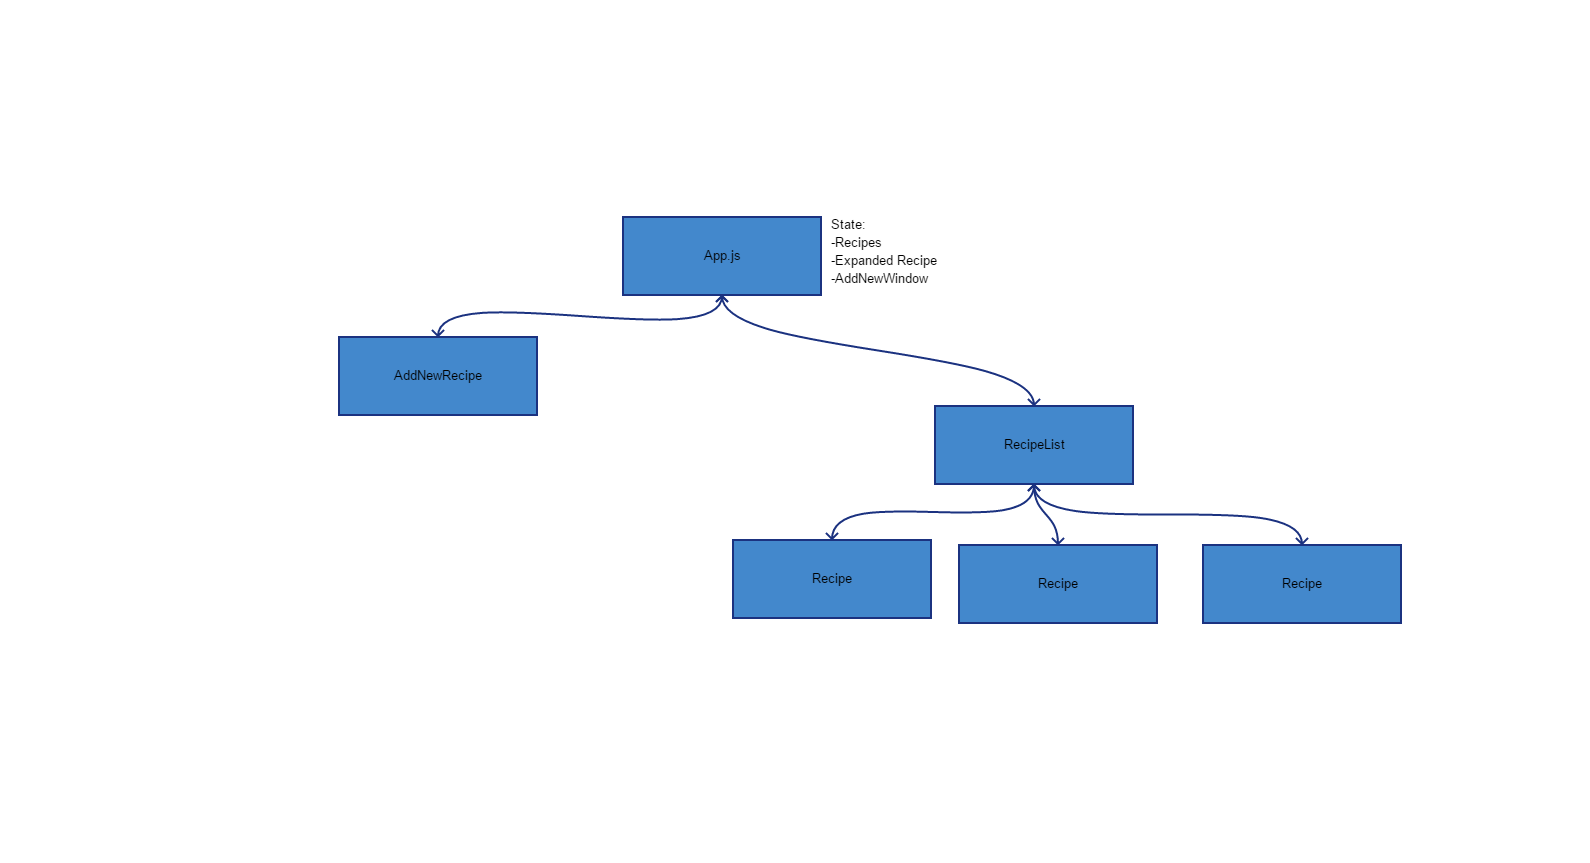 App.js
State:
-Recipes
-Expanded Recipe
-AddNewWindow
AddNewRecipe
RecipeList
Recipe
Recipe
Recipe